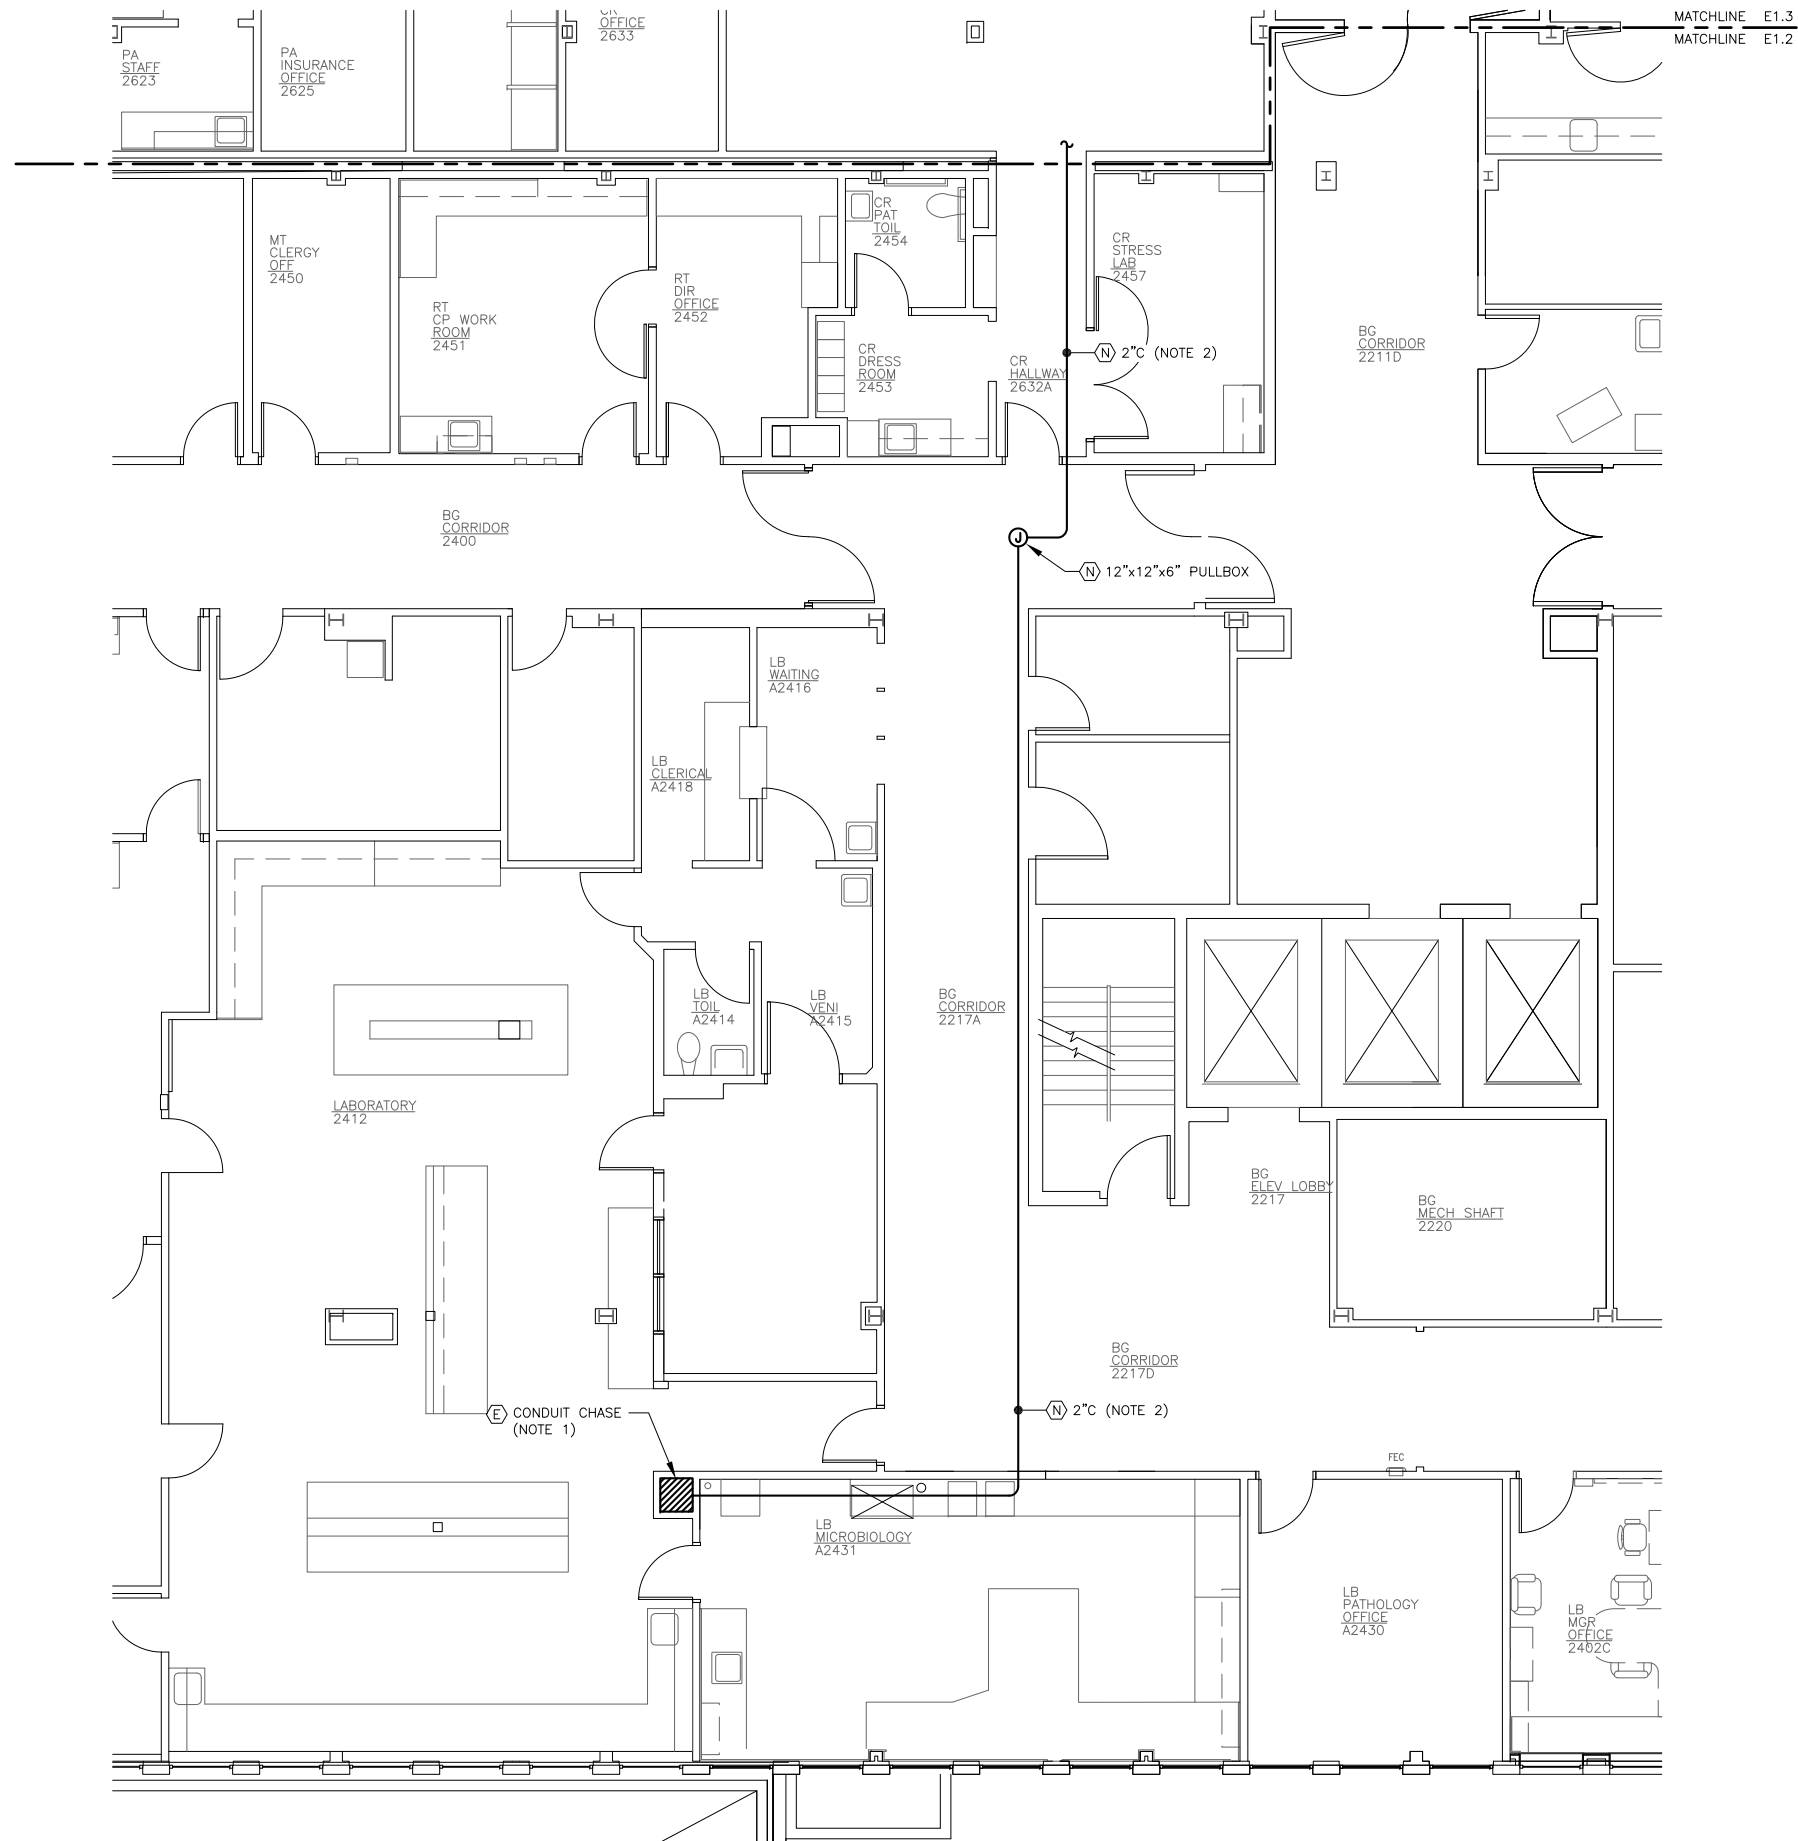 MATCHLINE E1.3
MATCHLINE E1.2
PA
STAFF
2623
PA
INSURANCE
OFFICE
2625
OFFICE
2633
MT
CLERGY
OFF
2450
RT
CP WORK
ROOM
2451
RT
DIR
OFFICE
2452
CR
PAT
TOIL
2454
CR
STRESS
LAB
2457
CR
DRESS
ROOM
2453
CR
HALLWAY
2632A
N 2"C (NOTE 2)
BG
CORRIDOR
2211D
BG
CORRIDOR
2400
J
N 12"x12"x6" PULLBOX
LB
WAITING
A2416
LB
CLERICAL
A2418
LB
TOIL
A2414
LB
VENI
A2415
BG
CORRIDOR
2217A
LABORATORY
2412
BG
ELEV LOBBY
2217
BG
MECH SHAFT
2220
BG
CORRIDOR
2217D
E CONDUIT CHASE
(NOTE 1)
N 2"C (NOTE 2)
FEC
LB
MICROBIOLOGY
A2431
LB
PATHOLOGY
OFFICE
A2430
LB
MGR
OFFICE
2402C